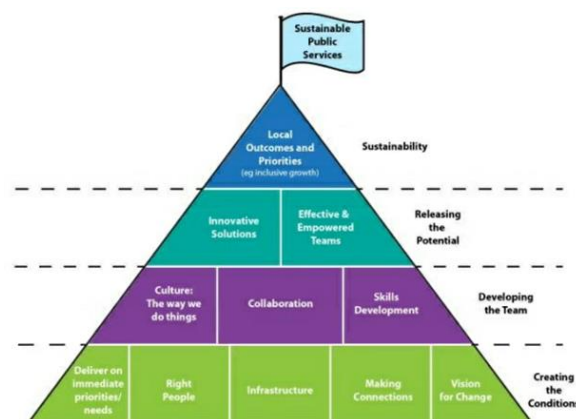 Sustainable
Public
Services
Local
Outcomes and
Priorities
(eg inclusive growth)
Sustainability
Innovative
Solutions
Effective &
Empowered
Teams
Releasing
the
Potential
Culture:
The way we
do things
Collaboration
Skills
Development
Developing
the Team
Deliver on
immediate
priorities/
needs
Right
People
Infrastructure
Making
Connections
Vision
for Change
Creating
the
Conditions